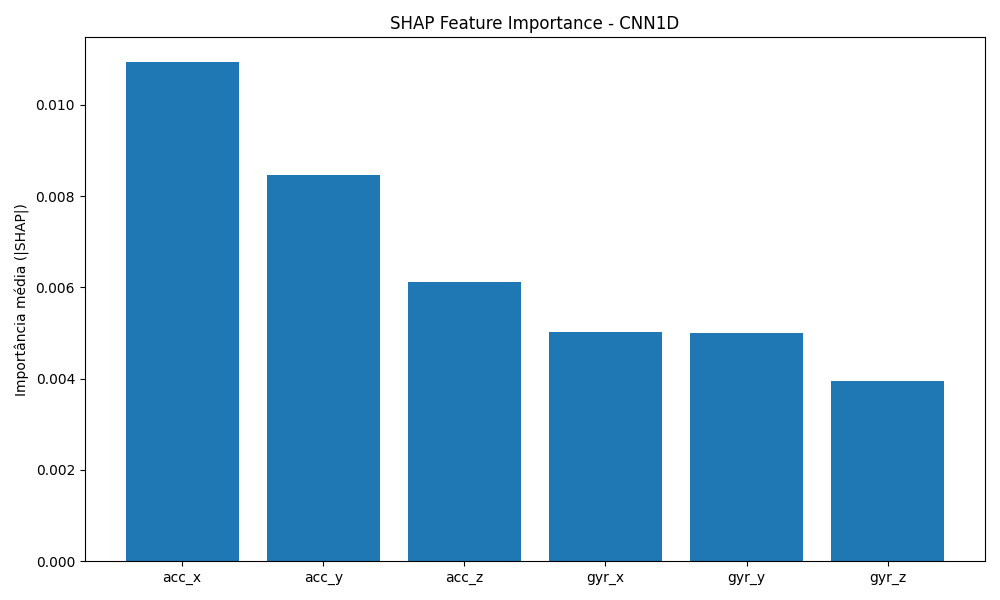 SHAP Feature Importance - CNN1D
Importância média (|SHAP|)
0.010
0.008
0.006
0.004
0.002
0.000
acc_x acc_y acc_z gyr_x gyr_y gyr_z